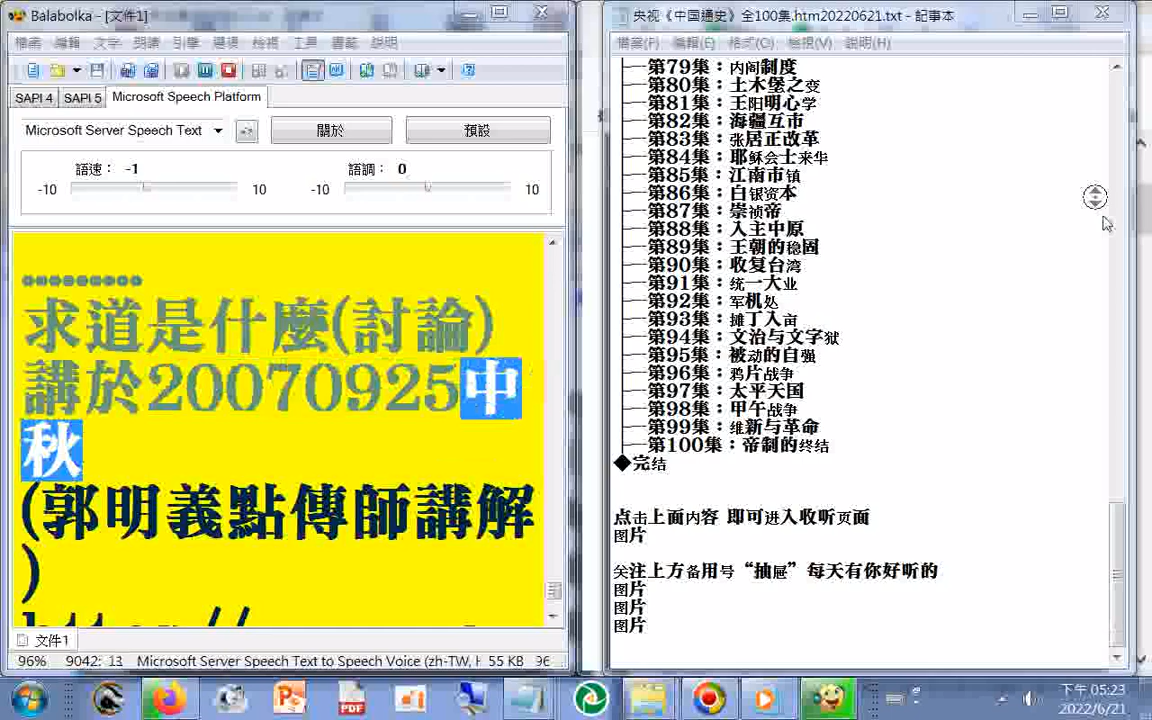 Balabolka - [文件1]
檔案 編輯 文字 朗讀 引擎 選項 檢視 工具 書籤 說明
SAPI 4 SAPI 5 Microsoft Speech Platform
Microsoft Server Speech Text 關於 預設
語速： -1 語調： 0
-10 10 -10 10
求道是什麼(討論)
講於20070925中
秋
(郭明義點傳師講解
)
文件1
96% 9042: 13 Microsoft Server Speech Text to Speech Voice (zh-TW, H 55 KB 96
央视《中国通史》全100集.htm20220621.txt - 記事本
檔案(F) 編輯(E) 格式(O) 檢視(V) 說明(H)
├─第79集：内阁制度
├─第80集：土木堡之变
├─第81集：王阳明心学
├─第82集：海疆互市
├─第83集：张居正改革
├─第84集：耶稣会士来华
├─第85集：江南市镇
├─第86集：白银资本
├─第87集：崇祯帝
├─第88集：入主中原
├─第89集：王朝的稳固
├─第90集：收复台湾
├─第91集：统一大业
├─第92集：军机处
├─第93集：摊丁入亩
├─第94集：文治与文字狱
├─第95集：被动的自强
├─第96集：鸦片战争
├─第97集：太平天国
├─第98集：甲午战争
├─第99集：维新与革命
├─第100集：帝制的终结
◆完结
点击上面内容 即可进入收听页面
图片
关注上方备用号“抽屉”每天有你好听的
图片
图片
图片
下午 05:23
2022/6/21